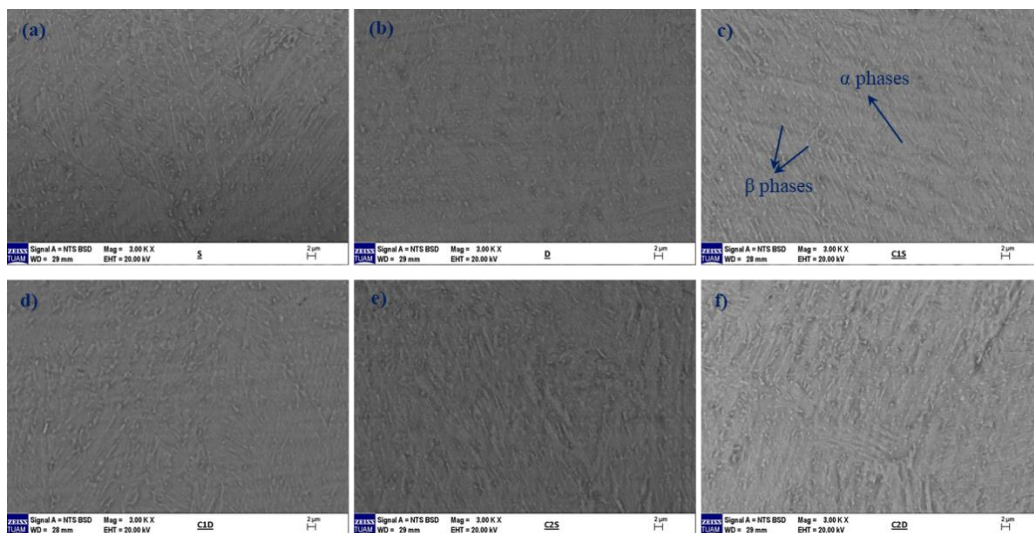 (a)
(b)
c)
α phases
β phases
ZEISS TUAM Signal A = NTS BSD Mag = 3.00 K X S 2 µm
WD = 29 mm EHT = 20.00 kV
ZEISS TUAM Signal A = NTS BSD Mag = 3.00 K X D 2 µm
WD = 29 mm EHT = 20.00 kV
ZEISS TUAM Signal A = NTS BSD Mag = 3.00 K X C1S 2 µm
WD = 28 mm EHT = 20.00 kV
d)
e)
f)
ZEISS TUAM Signal A = NTS BSD Mag = 3.00 K X C1D 2 µm
WD = 28 mm EHT = 20.00 kV
ZEISS TUAM Signal A = NTS BSD Mag = 3.00 K X C2S 2 µm
WD = 29 mm EHT = 20.00 kV
ZEISS TUAM Signal A = NTS BSD Mag = 3.00 K X C2D 2 µm
WD = 29 mm EHT = 20.00 kV